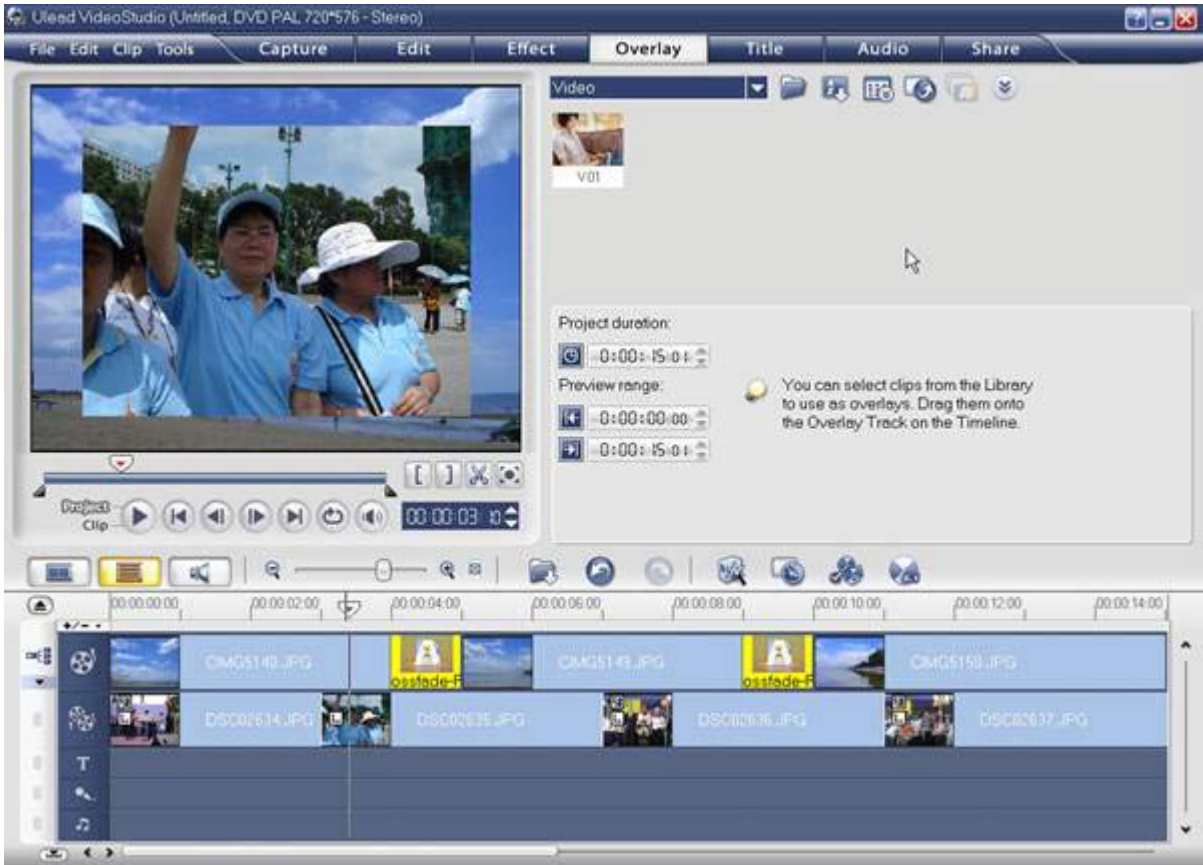 Ulead VideoStudio (Untitled, DVD PAL 720*576 - Stereo)
File Edit Clip Tools Capture Edit Effect Overlay Title Audio Share
Video
V01
Project duration:
0:00:15:01
Preview range:
0:00:00:00
0:00:15:01
You can select clips from the Library
to use as overlays. Drag them onto
the Overlay Track on the Timeline.
Project
Clip
00:00:03:10
00:00:00:00 00:00:02:00 00:00:04:00 00:00:06:00 00:00:08:00 00:00:10:00 00:00:12:00 00:00:14:00
+/-
CIMG5140.JPG ossfade-F CIMG5149.JPG ossfade-F CIMG5150.JPG
DSC02634.JPG DSC02635.JPG DSC02636.JPG DSC02637.JPG
T